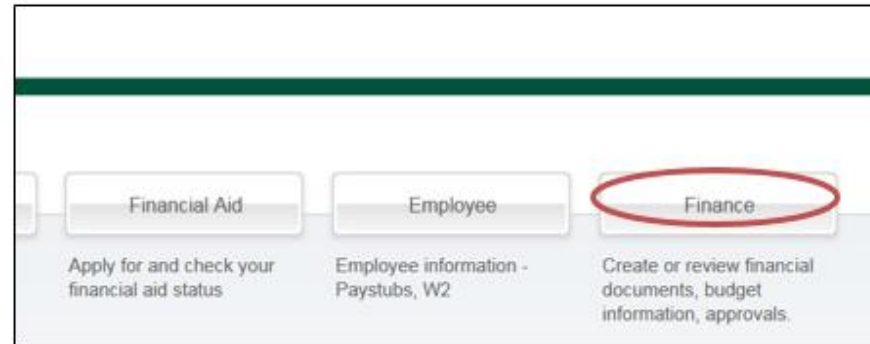 Financial Aid
Employee
Finance
Apply for and check your
financial aid status
Employee information -
Paystubs, W2
Create or review financial
documents, budget
information, approvals.